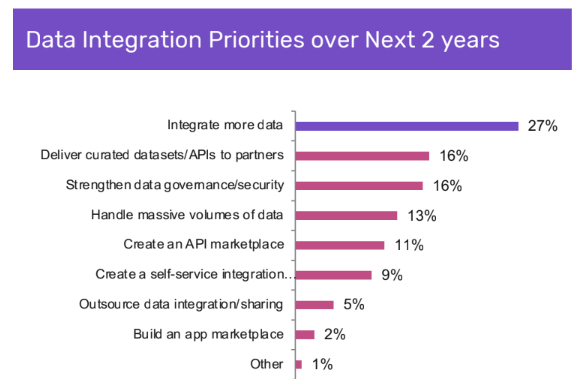 Data Integration Priorities over Next 2 years
Integrate more data 27%
Deliver curated datasets/APIs to partners 16%
Strengthen data governance/security 16%
Handle massive volumes of data 13%
Create an API marketplace 11%
Create a self-service integration... 9%
Outsource data integration/sharing 5%
Build an app marketplace 2%
Other 1%